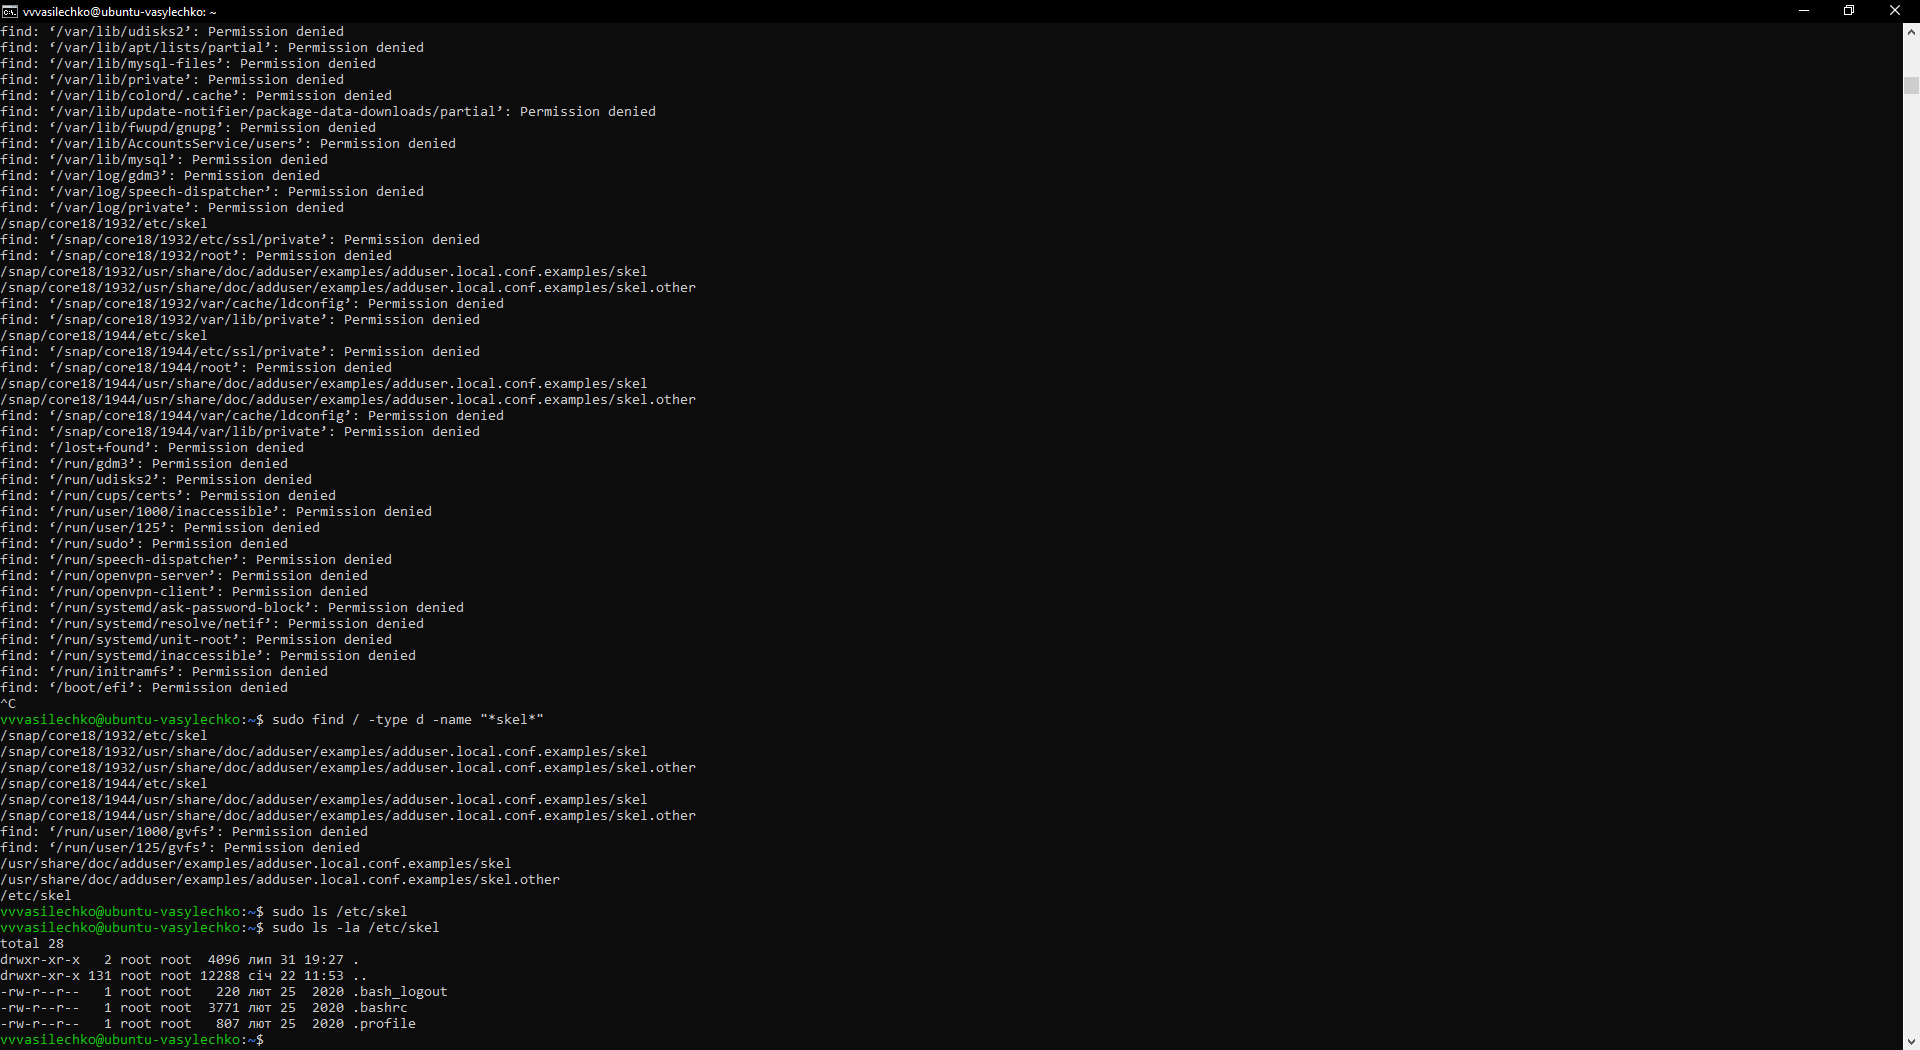 vvvasilechko@ubuntu-vasylechko: ~
find: ‘/var/lib/udisks2’: Permission denied
find: ‘/var/lib/apt/lists/partial’: Permission denied
find: ‘/var/lib/mysql-files’: Permission denied
find: ‘/var/lib/private’: Permission denied
find: ‘/var/lib/colord/.cache’: Permission denied
find: ‘/var/lib/update-notifier/package-data-downloads/partial’: Permission denied
find: ‘/var/lib/fwupd/gnupg’: Permission denied
find: ‘/var/lib/AccountsService/users’: Permission denied
find: ‘/var/lib/mysql’: Permission denied
find: ‘/var/log/gdm3’: Permission denied
find: ‘/var/log/speech-dispatcher’: Permission denied
find: ‘/var/log/private’: Permission denied
/snap/core18/1932/etc/skel
find: ‘/snap/core18/1932/etc/ssl/private’: Permission denied
find: ‘/snap/core18/1932/root’: Permission denied
/snap/core18/1932/usr/share/doc/adduser/examples/adduser.local.conf.examples/skel
/snap/core18/1932/usr/share/doc/adduser/examples/adduser.local.conf.examples/skel.other
find: ‘/snap/core18/1932/var/cache/ldconfig’: Permission denied
find: ‘/snap/core18/1932/var/lib/private’: Permission denied
/snap/core18/1944/etc/skel
find: ‘/snap/core18/1944/etc/ssl/private’: Permission denied
find: ‘/snap/core18/1944/root’: Permission denied
/snap/core18/1944/usr/share/doc/adduser/examples/adduser.local.conf.examples/skel
/snap/core18/1944/usr/share/doc/adduser/examples/adduser.local.conf.examples/skel.other
find: ‘/snap/core18/1944/var/cache/ldconfig’: Permission denied
find: ‘/snap/core18/1944/var/lib/private’: Permission denied
find: ‘/lost+found’: Permission denied
find: ‘/run/gdm3’: Permission denied
find: ‘/run/udisks2’: Permission denied
find: ‘/run/cups/certs’: Permission denied
find: ‘/run/user/1000/inaccessible’: Permission denied
find: ‘/run/user/125’: Permission denied
find: ‘/run/sudo’: Permission denied
find: ‘/run/speech-dispatcher’: Permission denied
find: ‘/run/openvpn-server’: Permission denied
find: ‘/run/openvpn-client’: Permission denied
find: ‘/run/systemd/ask-password-block’: Permission denied
find: ‘/run/systemd/resolve/netif’: Permission denied
find: ‘/run/systemd/unit-root’: Permission denied
find: ‘/run/systemd/inaccessible’: Permission denied
find: ‘/run/initramfs’: Permission denied
find: ‘/boot/efi’: Permission denied
^C
vvvasilechko@ubuntu-vasylechko:~$ sudo find / -type d -name "*skel*"
/snap/core18/1932/etc/skel
/snap/core18/1932/usr/share/doc/adduser/examples/adduser.local.conf.examples/skel
/snap/core18/1932/usr/share/doc/adduser/examples/adduser.local.conf.examples/skel.other
/snap/core18/1944/etc/skel
/snap/core18/1944/usr/share/doc/adduser/examples/adduser.local.conf.examples/skel
/snap/core18/1944/usr/share/doc/adduser/examples/adduser.local.conf.examples/skel.other
find: ‘/run/user/1000/gvfs’: Permission denied
find: ‘/run/user/125/gvfs’: Permission denied
/usr/share/doc/adduser/examples/adduser.local.conf.examples/skel
/usr/share/doc/adduser/examples/adduser.local.conf.examples/skel.other
/etc/skel
vvvasilechko@ubuntu-vasylechko:~$ sudo ls /etc/skel
vvvasilechko@ubuntu-vasylechko:~$ sudo ls -la /etc/skel
total 28
drwxr-xr-x   2 root root  4096 лип 31 19:27 .
drwxr-xr-x 131 root root 12288 січ 22 11:53 ..
-rw-r--r--   1 root root   220 лют 25  2020 .bash_logout
-rw-r--r--   1 root root  3771 лют 25  2020 .bashrc
-rw-r--r--   1 root root   807 лют 25  2020 .profile
vvvasilechko@ubuntu-vasylechko:~$